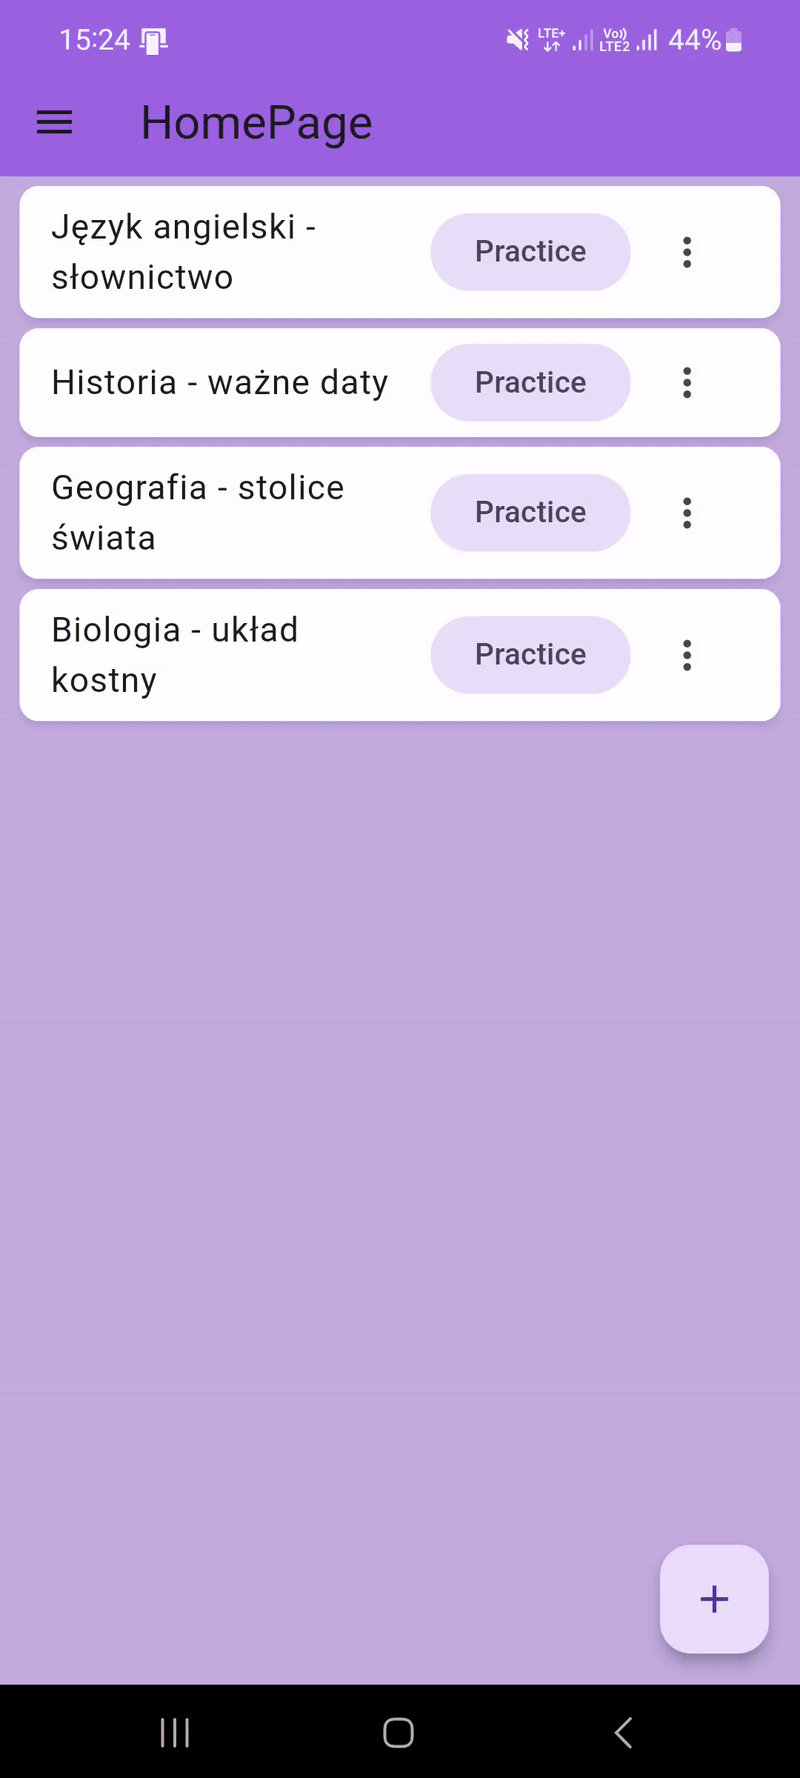 15:24 LTE+ Vo)) LTE2 44%
HomePage
Język angielski -
słownictwo
Practice
Historia - ważne daty
Practice
Geografia - stolice
świata
Practice
Biologia - układ
kostny
Practice
+